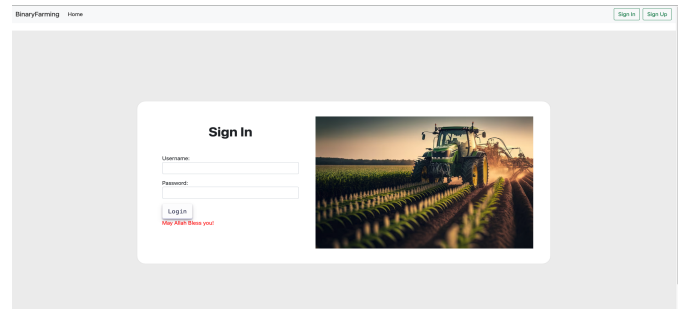 BinaryFarming Home Sign In Sign Up
Sign In
Username:
Password:
Login
May Allah Bless you!